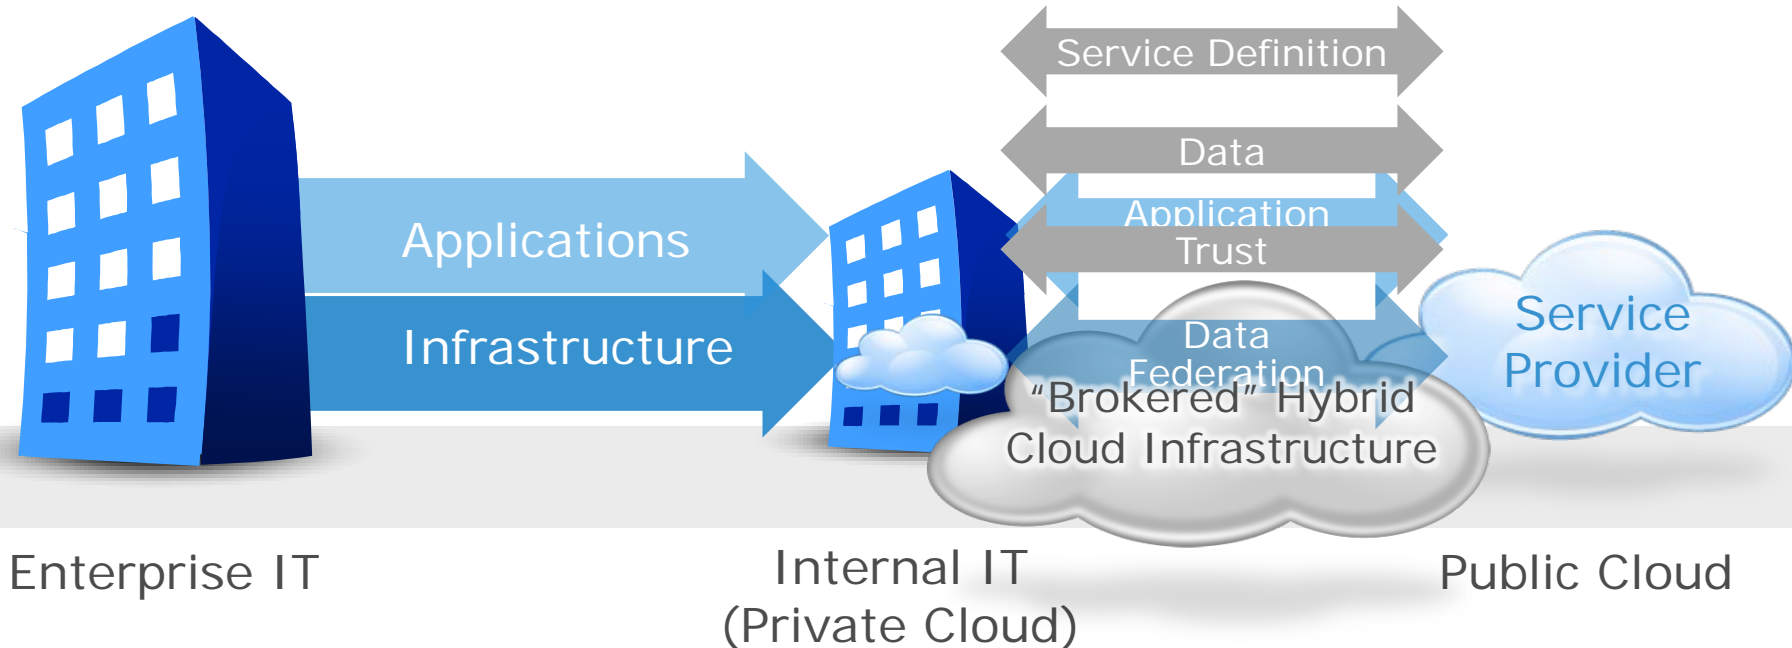 Service Definition
Data
Application
Trust
Applications
Infrastructure
Data
Federation
"Brokered" Hybrid
Cloud Infrastructure
Service
Provider
Enterprise IT
Internal IT
(Private Cloud)
Public Cloud